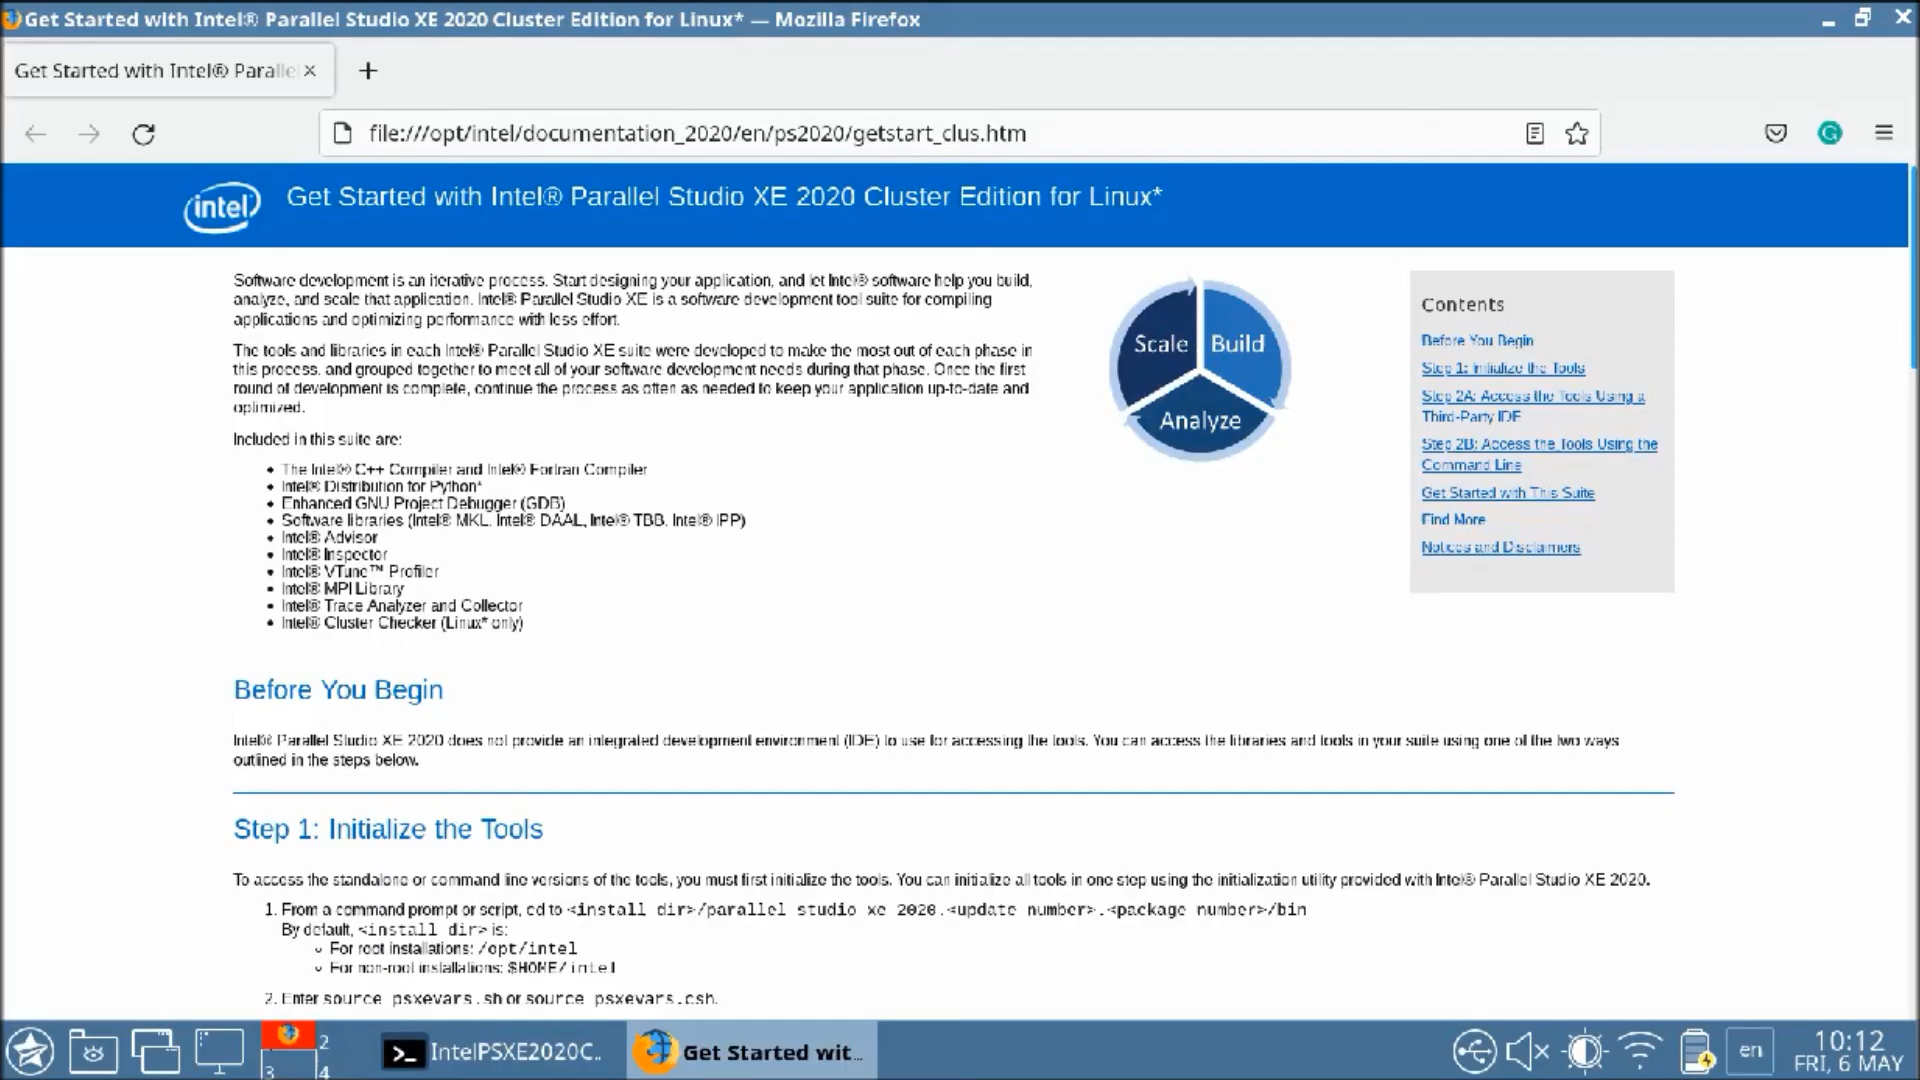 Get Started with Intel® Parallel Studio XE 2020 Cluster Edition for Linux* — Mozilla Firefox
Get Started with Intel® Paralle
file:///opt/intel/documentation_2020/en/ps2020/getstart_clus.htm
intel
Get Started with Intel® Parallel Studio XE 2020 Cluster Edition for Linux*
Software development is an iterative process. Start designing your application, and let Intel® software help you build,
analyze, and scale that application. Intel® Parallel Studio XE is a software development tool suite for compiling
applications and optimizing performance with less effort.
The tools and libraries in each Intel® Parallel Studio XE suite were developed to make the most out of each phase in
this process, and grouped together to meet all of your software development needs during that phase. Once the first
round of development is complete, continue the process as often as needed to keep your application up-to-date and
optimized.
Included in this suite are:
• The Intel® C++ Compiler and Intel® Fortran Compiler
• Intel® Distribution for Python*
• Enhanced GNU Project Debugger (GDB)
• Software libraries (Intel® MKL, Intel® DAAL, Intel® TBB, Intel® IPP)
• Intel® Advisor
• Intel® Inspector
• Intel® VTune™ Profiler
• Intel® MPI Library
• Intel® Trace Analyzer and Collector
• Intel® Cluster Checker (Linux* only)
Scale Build
Analyze
Contents
Before You Begin
Step 1: Initialize the Tools
Step 2A: Access the Tools Using a
Third-Party IDE
Step 2B: Access the Tools Using the
Command Line
Get Started with This Suite
Find More
Notices and Disclaimers
Before You Begin
Intel® Parallel Studio XE 2020 does not provide an integrated development environment (IDE) to use for accessing the tools. You can access the libraries and tools in your suite using one of the two ways
outlined in the steps below.
Step 1: Initialize the Tools
To access the standalone or command line versions of the tools, you must first initialize the tools. You can initialize all tools in one step using the initialization utility provided with Intel® Parallel Studio XE 2020.
1. From a command prompt or script, cd to <install dir>/parallel studio xe 2020.<update number>.<package number>/bin
By default, <install dir> is:
◦ For root installations: /opt/intel
◦ For non-root installations: $HOME/intel
2. Enter source psxevars.sh or source psxevars.csh.
2
3 4
IntelPSXE2020C..
Get Started wit...
en
10:12
FRI, 6 MAY